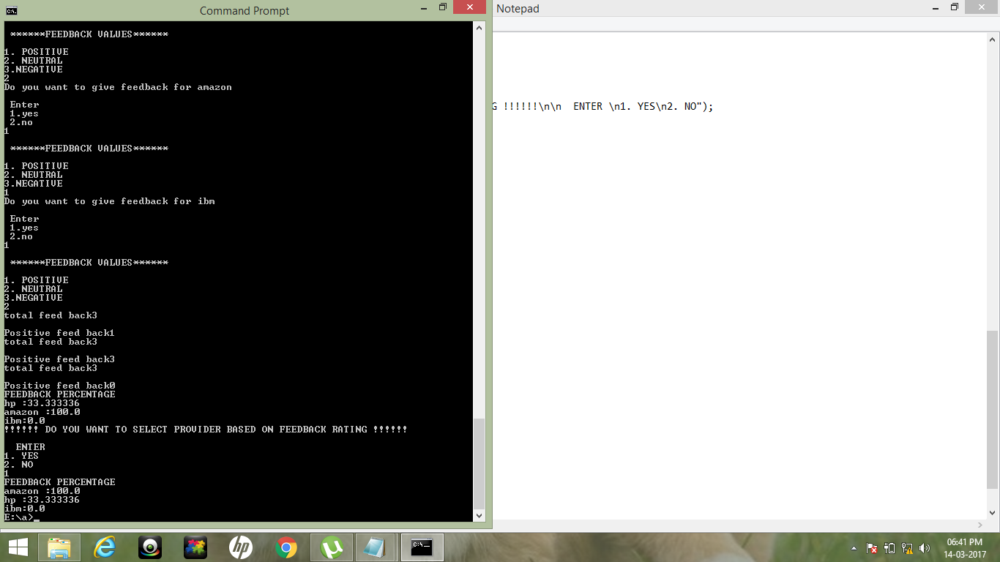 Command Prompt
******FEEDBACK VALUES******
1. POSITIVE
2. NEUTRAL
3.NEGATIVE
2
Do you want to give feedback for amazon
Enter
1.yes
2.no
1
******FEEDBACK VALUES******
1. POSITIVE
2. NEUTRAL
3.NEGATIVE
1
Do you want to give feedback for ibm
Enter
1.yes
2.no
1
******FEEDBACK VALUES******
1. POSITIVE
2. NEUTRAL
3.NEGATIVE
2
total feed back3
Positive feed back1
total feed back3
Positive feed back3
total feed back3
Positive feed back0
FEEDBACK PERCENTAGE
hp :33.333336
amazon :100.0
ibm:0.0
!!!!!! DO YOU WANT TO SELECT PROVIDER BASED ON FEEDBACK RATING !!!!!!
ENTER
1. YES
2. NO
1
FEEDBACK PERCENTAGE
amazon :100.0
hp :33.333336
ibm:0.0
E:\a>_
Notepad
G !!!!!!\n\n  ENTER \n1. YES\n2. NO");
hp
06:41 PM
14-03-2017